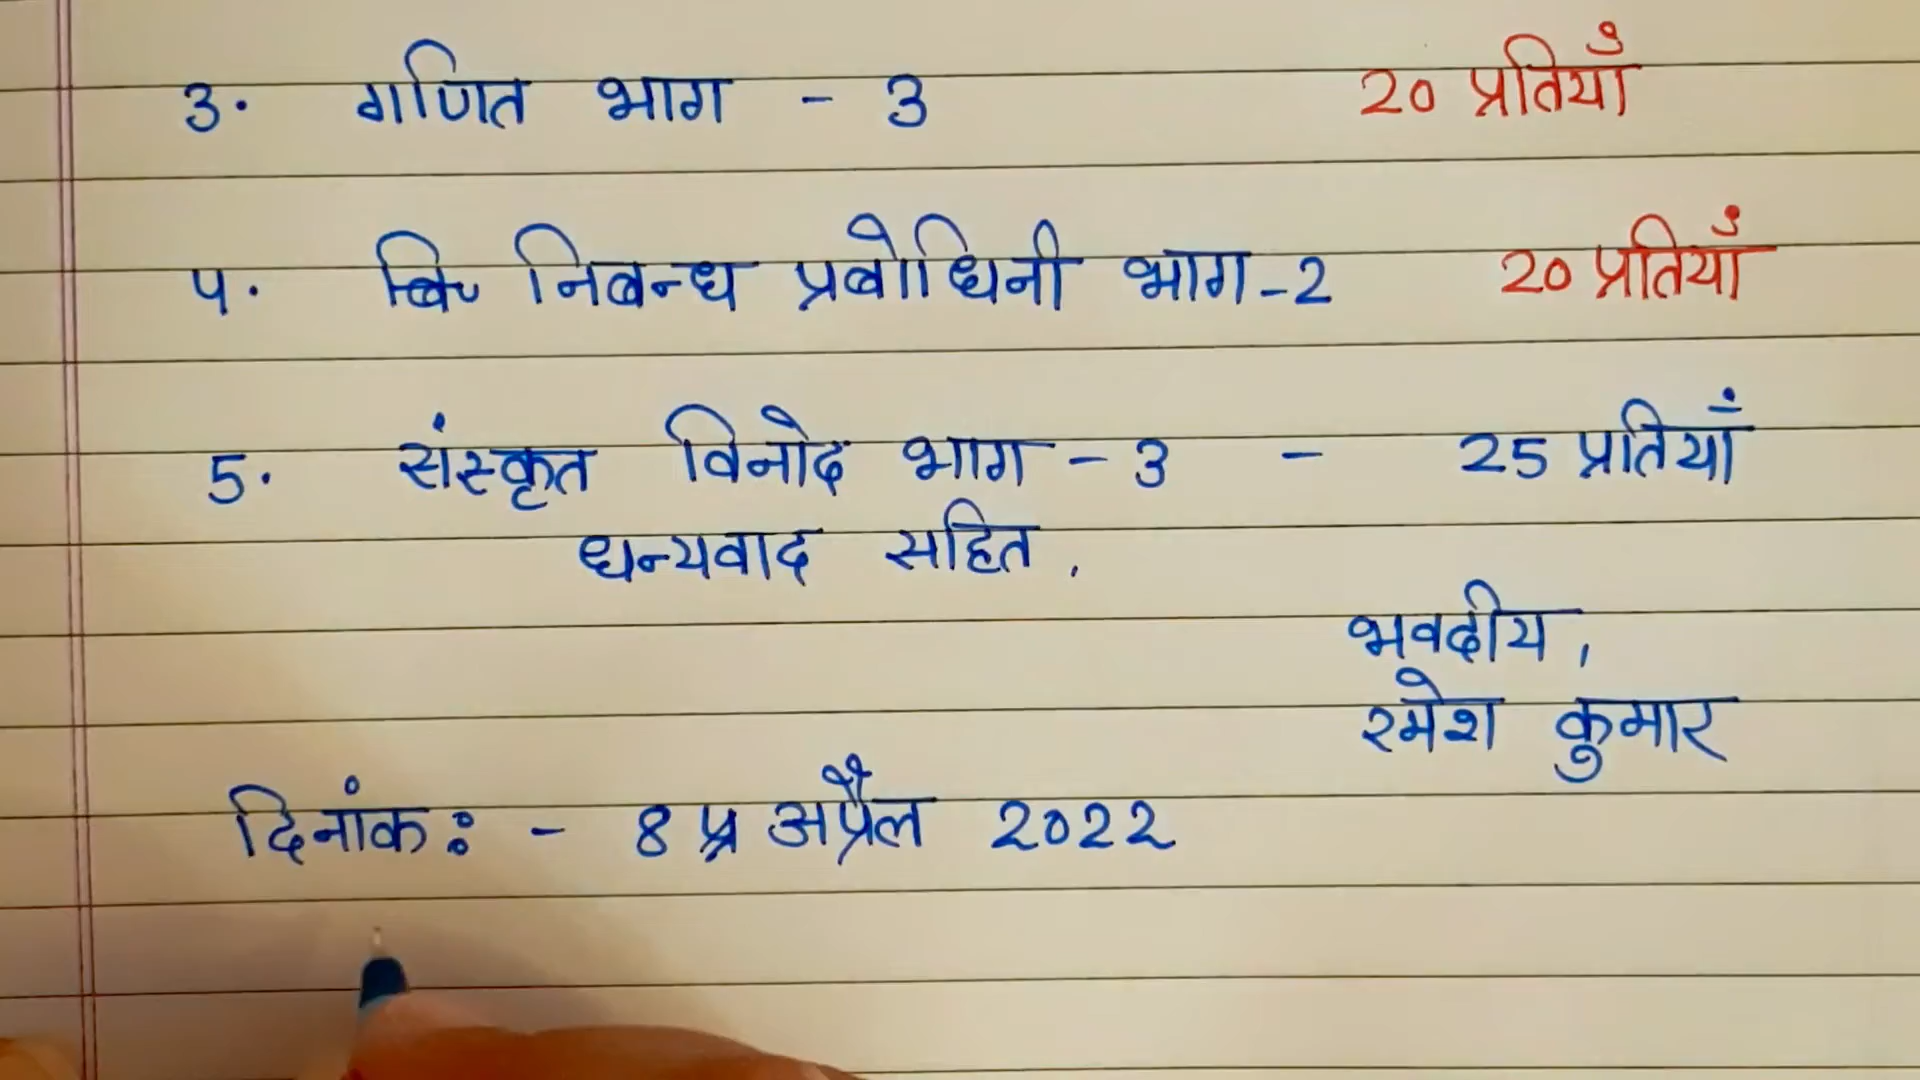 3. गणित भाग - 3 20 प्रतियाँ
4. निबन्ध प्रबोधिनी भाग-2 20 प्रतियाँ
5. संस्कृत विनोद भाग - 3 - 25 प्रतियाँ
धन्यवाद सहित,
भवदीय,
रमेश कुमार
दिनांक: - 8 अप्रैल 2022